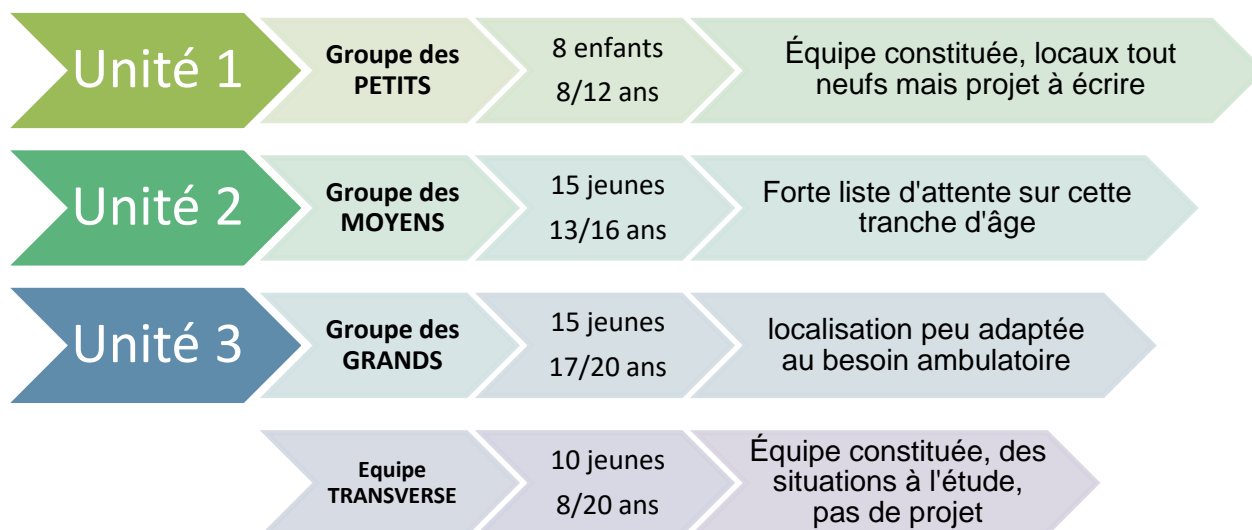 Unité 1
Groupe des
PETITS
8 enfants
8/12 ans
Équipe constituée, locaux tout
neufs mais projet à écrire
Unité 2
Groupe des
MOYENS
15 jeunes
13/16 ans
Forte liste d'attente sur cette
tranche d'âge
Unité 3
Groupe des
GRANDS
15 jeunes
17/20 ans
localisation peu adaptée
au besoin ambulatoire
Equipe
TRANSVERSE
10 jeunes
8/20 ans
Équipe constituée, des
situations à l'étude,
pas de projet